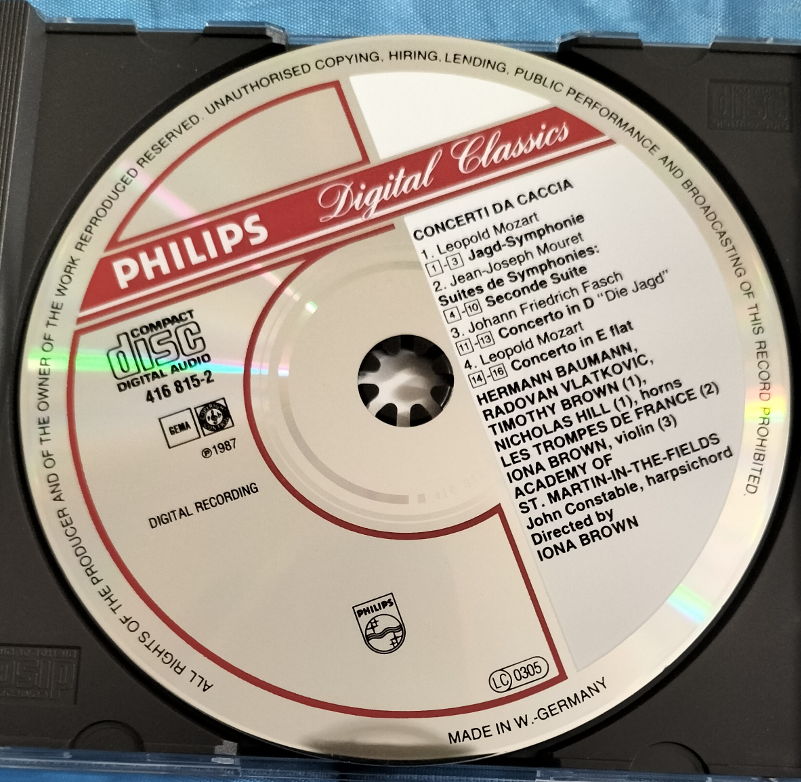 ALL RIGHTS OF THE PRODUCER AND OF THE OWNER OF THE WORK REPRODUCED RESERVED. UNAUTHORISED COPYING, HIRING, LENDING, PUBLIC PERFORMANCE AND BROADCASTING OF THIS RECORD PROHIBITED.
PHILIPS Digital Classics
COMPACT
disc
DIGITAL AUDIO
416 815-2
GEMA
℗1987
DIGITAL RECORDING
CONCERTI DA CACCIA
1. Leopold Mozart
1-3 Jagd-Symphonie
2. Jean-Joseph Mouret
Suites de Symphonies:
4-10 Seconde Suite
3. Johann Friedrich Fasch
11-13 Concerto in D "Die Jagd"
4. Leopold Mozart
14-16 Concerto in E flat
HERMANN BAUMANN,
RADOVAN VLATKOVIC,
TIMOTHY BROWN (1),
NICHOLAS HILL (1), horns
LES TROMPES DE FRANCE (2)
IONA BROWN, violin (3)
ACADEMY OF
ST. MARTIN-IN-THE-FIELDS
John Constable, harpsichord
Directed by
IONA BROWN
PHILIPS
LC 0305
MADE IN W.-GERMANY